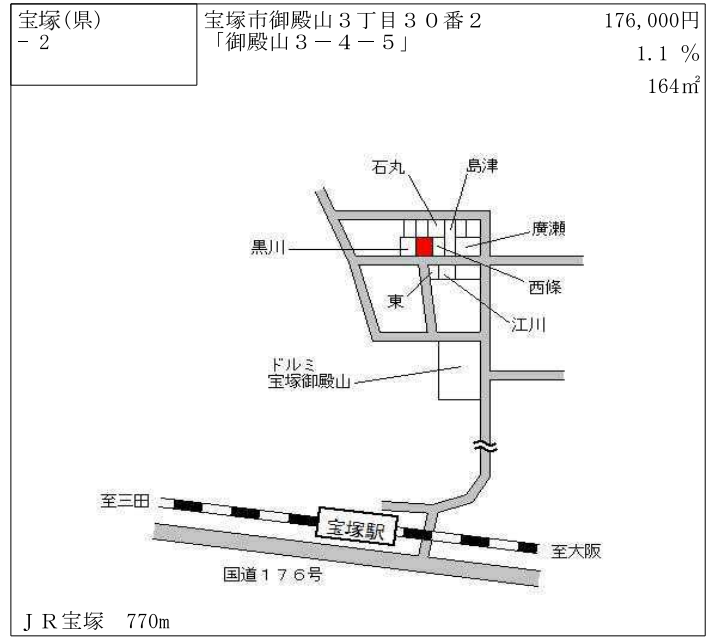 宝塚(県)
－2
宝塚市御殿山３丁目３０番２
「御殿山３－４－５」
176,000円
1.1 %
164㎡
石丸
島津
廣瀬
黒川
西條
東
江川
ドルミ
宝塚御殿山
至三田
宝塚駅
至大阪
国道１７６号
ＪＲ宝塚 770m